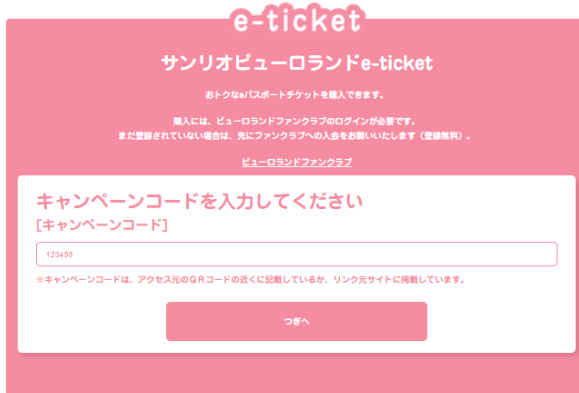 e-ticket
サンリオピューロランドe-ticket
おトクなeパスポートチケットを購入できます。
購入には、ピューロランドファンクラブのログインが必要です。
まだ登録されていない場合は、先にファンクラブへの入会をお願いいたします（登録無料）。
ピューロランドファンクラブ
キャンペーンコードを入力してください
[キャンペーンコード]
123456
※キャンペーンコードは、アクセス元のQRコードの近くに記載しているか、リンク元サイトに掲載しています。
つぎへ